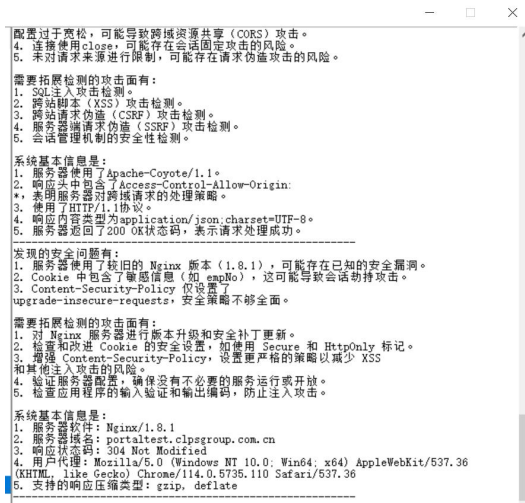 配置过于宽松，可能导致跨域资源共享（CORS）攻击。
4. 连接使用close，可能存在会话固定攻击的风险。
5. 未对请求来源进行限制，可能存在请求伪造攻击的风险。
需要拓展检测的攻击面有：
1. SQL注入攻击检测。
2. 跨站脚本（XSS）攻击检测。
3. 跨站请求伪造（CSRF）攻击检测。
4. 服务器端请求伪造（SSRF）攻击检测。
5. 会话管理机制的安全性检测。
系统基本信息是：
1. 服务器使用了Apache-Coyote/1.1。
2. 响应头中包含了Access-Control-Allow-Origin:
*，表明服务器对跨域请求的处理策略。
3. 使用了HTTP/1.1协议。
4. 响应内容类型为application/json;charset=UTF-8。
5. 服务器返回了200 OK状态码，表示请求处理成功。
------------------------------------------------------
发现的安全问题有：
1. 服务器使用了较旧的 Nginx 版本（1.8.1），可能存在已知的安全漏洞。
2. Cookie 中包含了敏感信息（如 empNo），这可能导致会话劫持攻击。
3. Content-Security-Policy 仅设置了
upgrade-insecure-requests，安全策略不够全面。
需要拓展检测的攻击面有：
1. 对 Nginx 服务器进行版本升级和安全补丁更新。
2. 检查和改进 Cookie 的安全设置，如使用 Secure 和 HttpOnly 标记。
3. 增强 Content-Security-Policy，设置更严格的策略以减少 XSS
和其他注入攻击的风险。
4. 验证服务器配置，确保没有不必要的服务运行或开放。
5. 检查应用程序的输入验证和输出编码，防止注入攻击。
系统基本信息是：
1. 服务器软件: Nginx/1.8.1
2. 服务器域名: portaltest.clpsgroup.com.cn
3. 响应状态码: 304 Not Modified
4. 用户代理: Mozilla/5.0 (Windows NT 10.0; Win64; x64) AppleWebKit/537.36
(KHTML, like Gecko) Chrome/114.0.5735.110 Safari/537.36
5. 支持的响应压缩类型: gzip, deflate
------------------------------------------------------